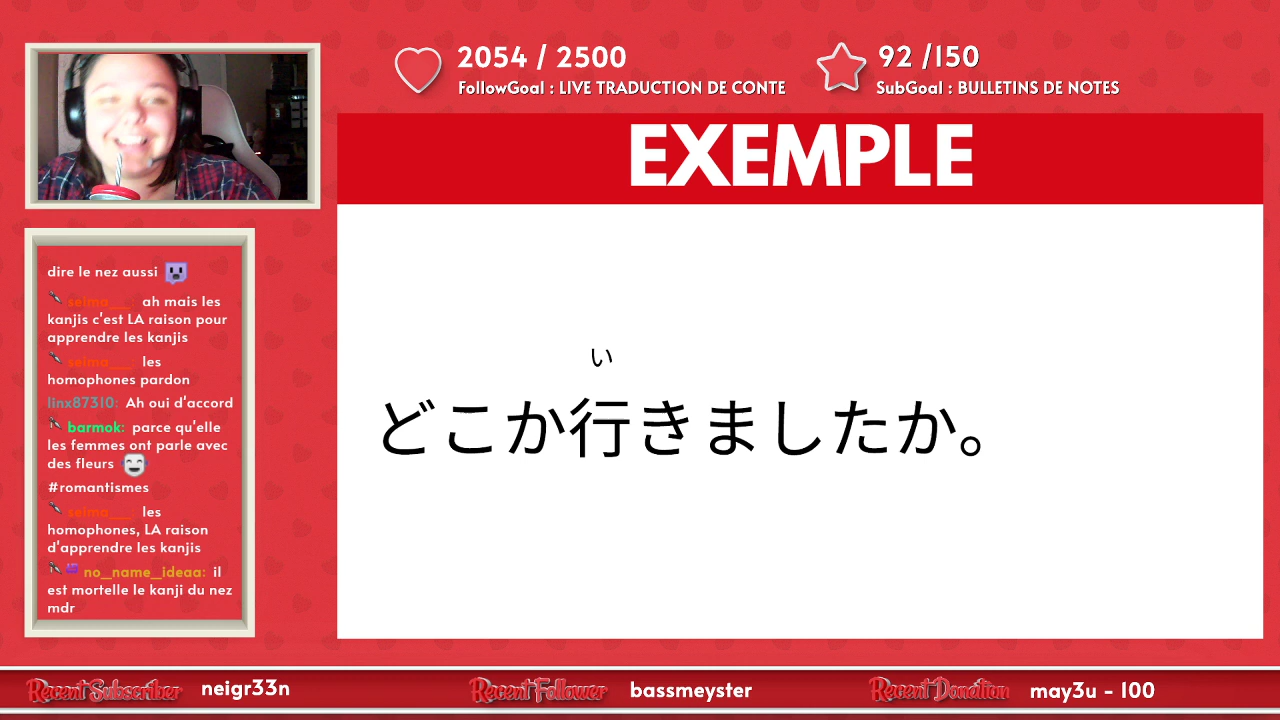 2054 / 2500
FollowGoal : LIVE TRADUCTION DE CONTE
92 /150
SubGoal : BULLETINS DE NOTES
EXEMPLE
い
どこか行きましたか。
dire le nez aussi
seima__: ah mais les
kanjis c'est LA raison pour
apprendre les kanjis
seima__: les
homophones pardon
linx87310: Ah oui d'accord
barmok: parce qu'elle
les femmes ont parle avec
des fleurs
#romantismes
seima__: les
homophones, LA raison
d'apprendre les kanjis
no_name_ideaa: il
est mortelle le kanji du nez
mdr
Recent Subscriber neigr33n
Recent Follower bassmeyster
Recent Donation may3u - 100